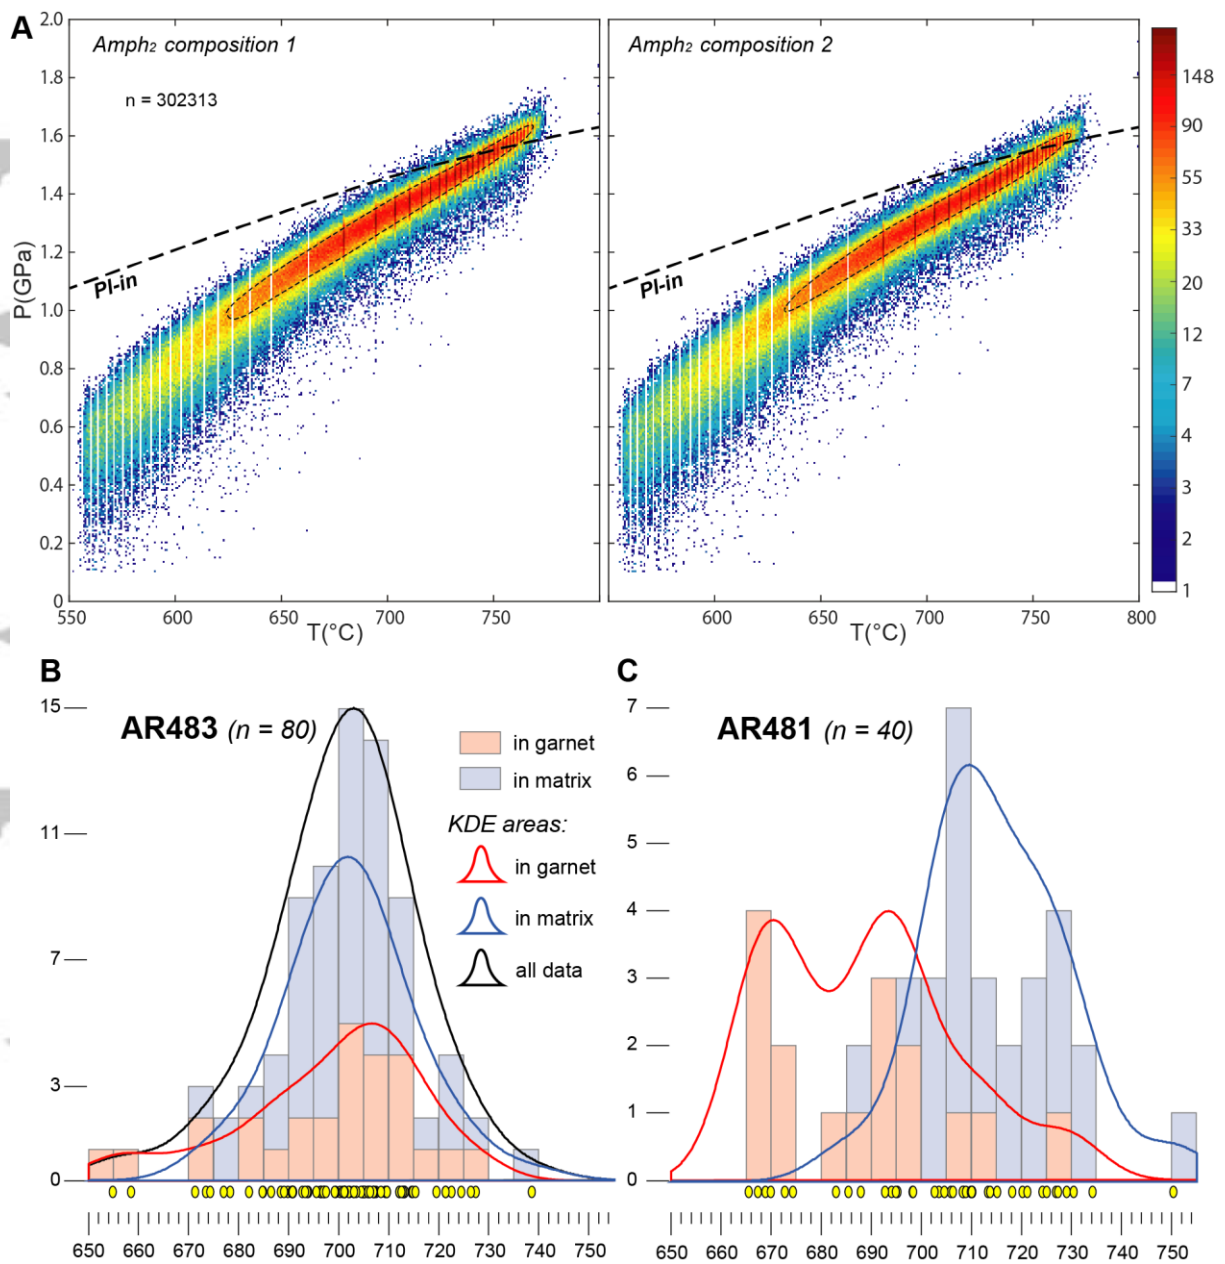 A
Amph₂ composition 1
Amph₂ composition 2
n = 302313
Pl-in
Pl-in
P(GPa)
2.0
1.8
1.6
1.4
1.2
1.0
0.8
0.6
0.4
0.2
0
550 600 650 700 750
600 650 700 750 800
T(°C)
T(°C)
148
90
55
33
20
12
7
4
3
2
1
B
AR483 (n = 80)
15
11
7
3
0
in garnet
in matrix
KDE areas:
in garnet
in matrix
all data
650 660 670 680 690 700 710 720 730 740 750
C
AR481 (n = 40)
7
6
5
4
3
2
1
0
650 660 670 680 690 700 710 720 730 740 750